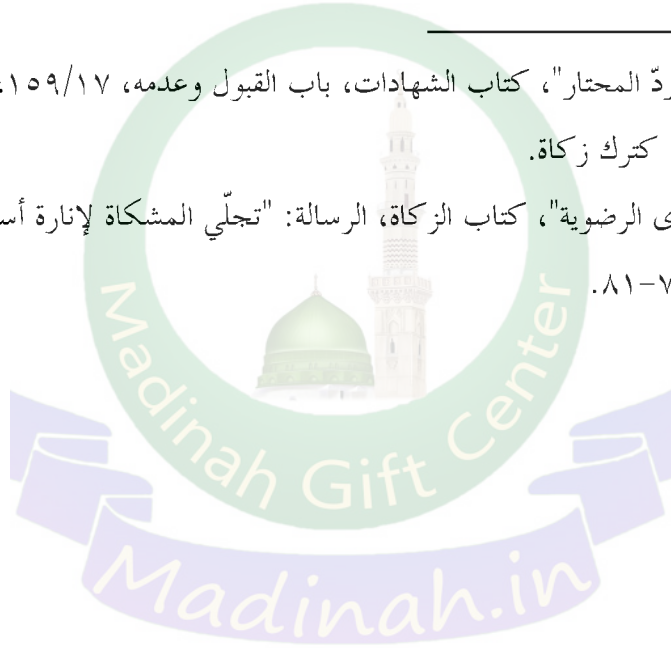 ردّ المحتار"، كتاب الشهادات، باب القبول وعدمه، ١٥٩/١٧،
كترك زكاة.
ى الرضوية"، كتاب الزكاة، الرسالة: "تجلّي المشكاة لإنارة أس
٨١-٧.
Madinah Gift Center
Madinah.in